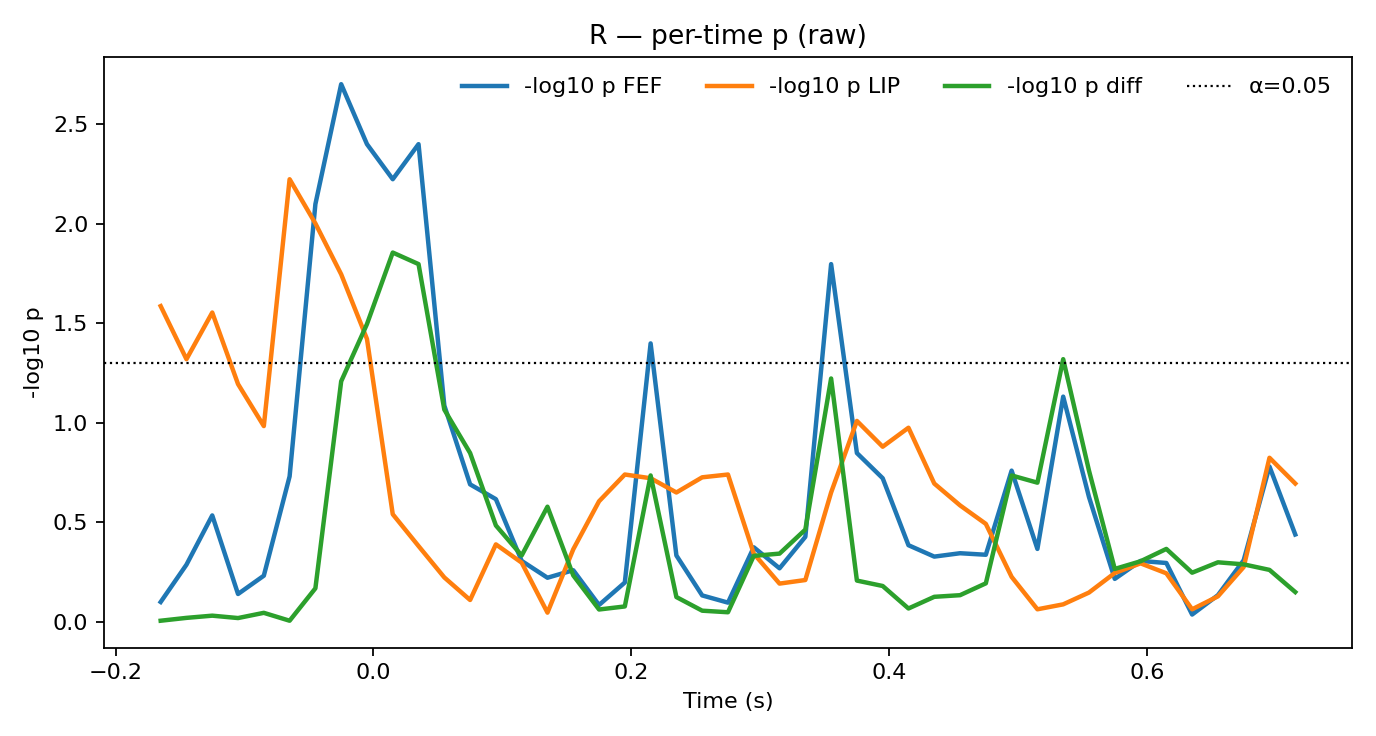 R — per-time p (raw)
-log10 p FEF
-log10 p LIP
-log10 p diff
α=0.05
-log10 p
2.5
2.0
1.5
1.0
0.5
0.0
−0.2
0.0
0.2
0.4
0.6
Time (s)